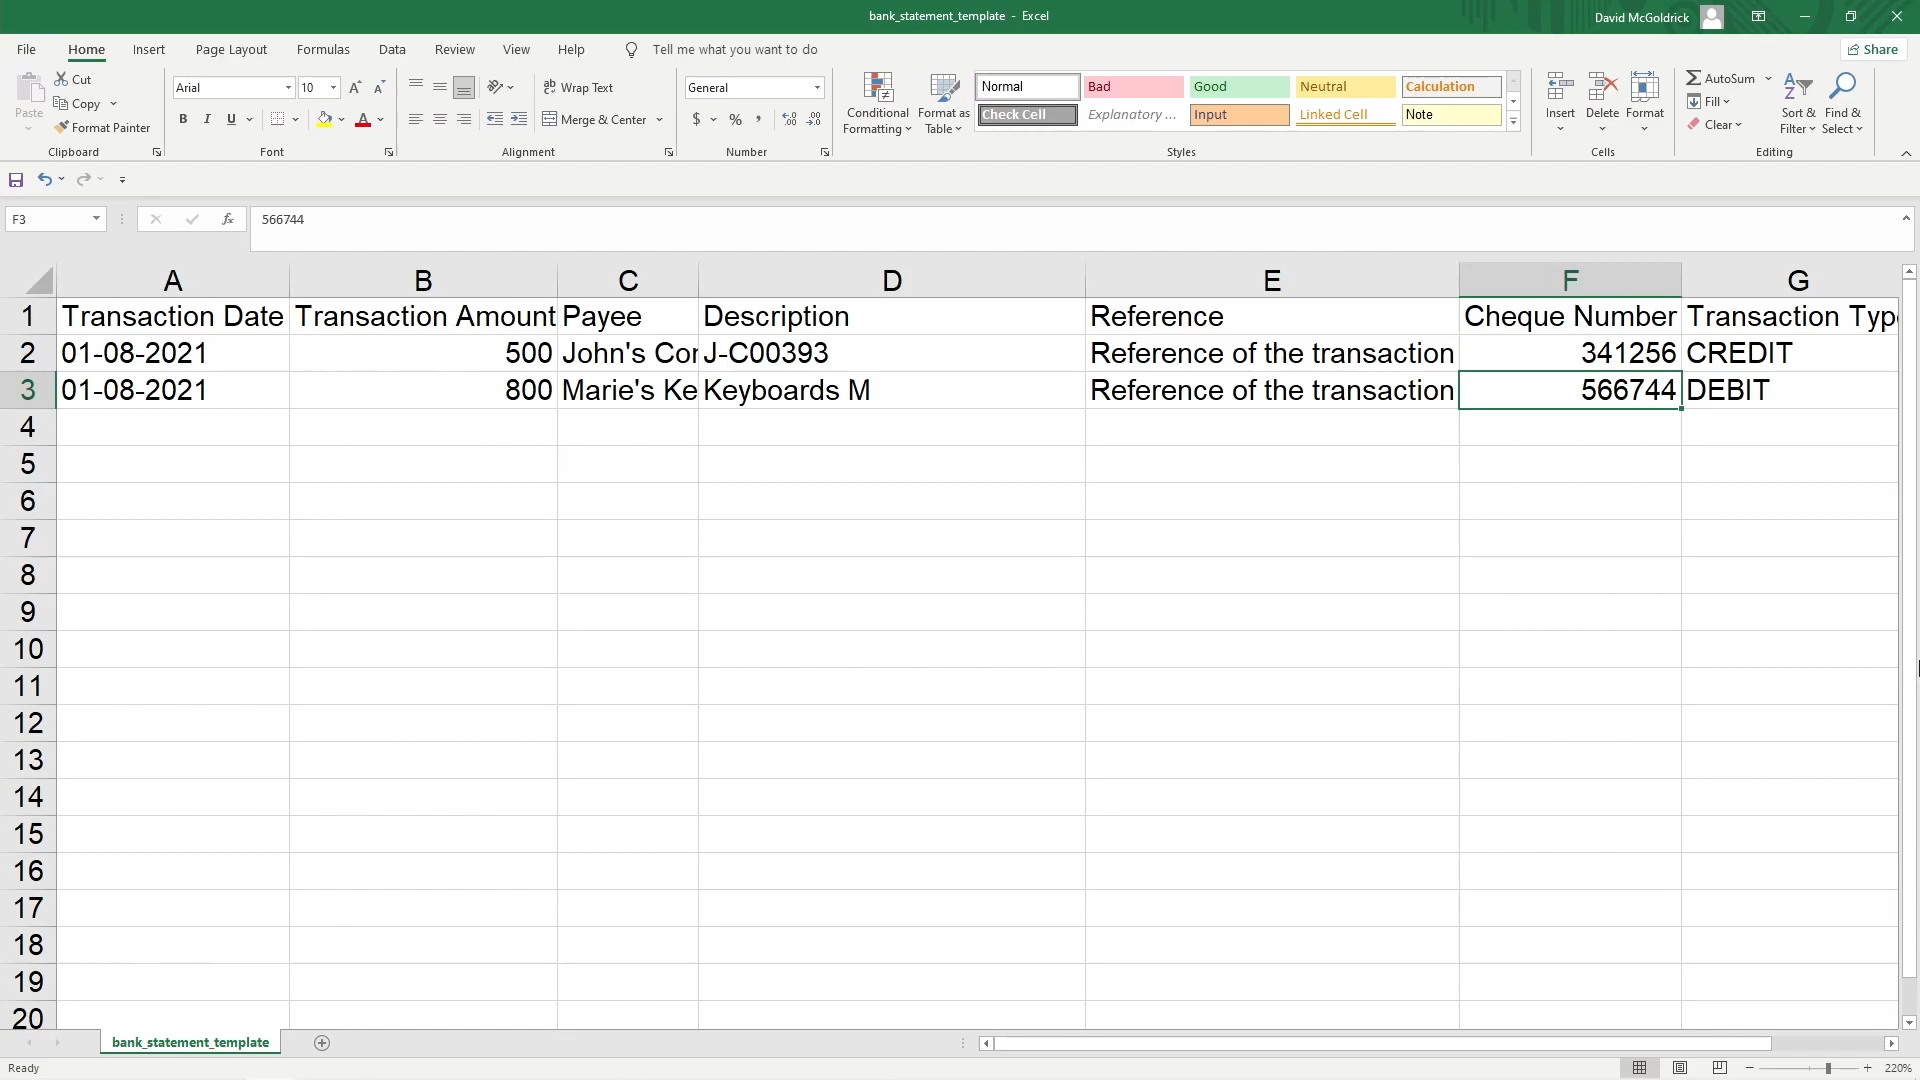 bank_statement_template - Excel
David McGoldrick
File Home Insert Page Layout Formulas Data Review View Help Tell me what you want to do Share
Paste
Cut
Copy
Format Painter
Clipboard
Arial 10
B I U
Font
Wrap Text
Merge & Center
Alignment
General
$ % ,
Number
Conditional Formatting
Format as Table
Normal Bad Good Neutral Calculation
Check Cell Explanatory ... Input Linked Cell Note
Styles
Insert Delete Format
Cells
AutoSum
Fill
Clear
Sort & Filter
Find & Select
Editing
F3 fx 566744
A B C D E F G
1 Transaction Date Transaction Amount Payee Description Reference Cheque Number Transaction Typ
2 01-08-2021 500 John's Cor J-C00393 Reference of the transaction 341256 CREDIT
3 01-08-2021 800 Marie's Ke Keyboards M Reference of the transaction 566744 DEBIT
4
5
6
7
8
9
10
11
12
13
14
15
16
17
18
19
20
bank_statement_template
Ready 220%